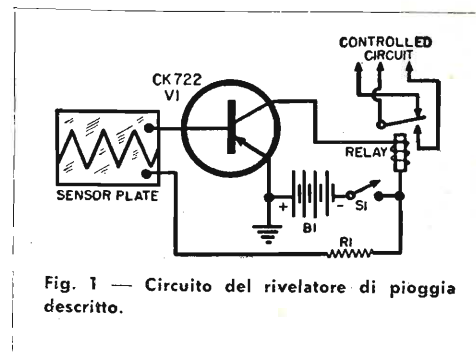 CONTROLLED
CIRCUIT
CK722
V1
RELAY
SENSOR PLATE
+
B1
-
S1
R1
Fig. 1 — Circuito del rivelatore di pioggia
descritto.